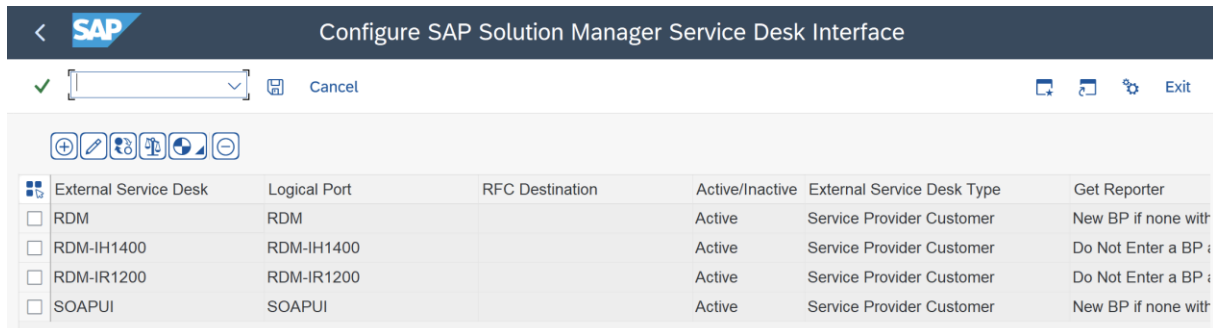 SAP Configure SAP Solution Manager Service Desk Interface
Cancel Exit
External Service Desk Logical Port RFC Destination Active/Inactive External Service Desk Type Get Reporter
RDM RDM Active Service Provider Customer New BP if none with
RDM-IH1400 RDM-IH1400 Active Service Provider Customer Do Not Enter a BP
RDM-IR1200 RDM-IR1200 Active Service Provider Customer Do Not Enter a BP
SOAPUI SOAPUI Active Service Provider Customer New BP if none with